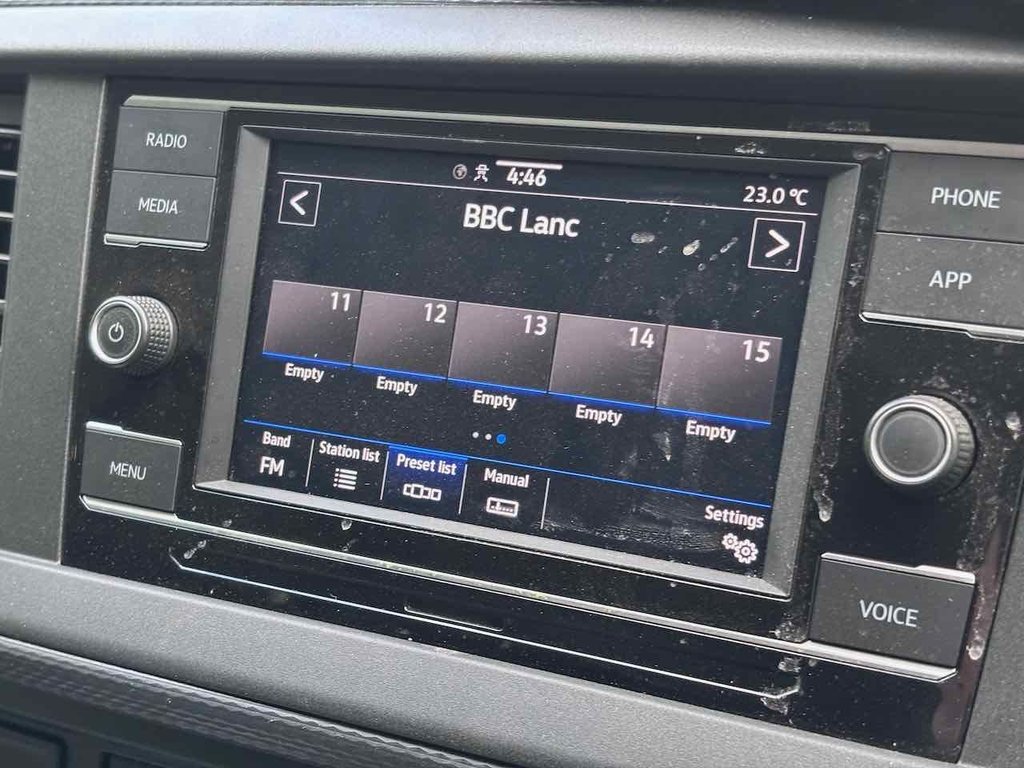 RADIO
MEDIA
MENU
4:46
23.0 °C
<
BBC Lanc
>
11 12 13 14 15
Empty Empty Empty Empty Empty
Band Station list Preset list Manual Settings
FM
PHONE
APP
VOICE